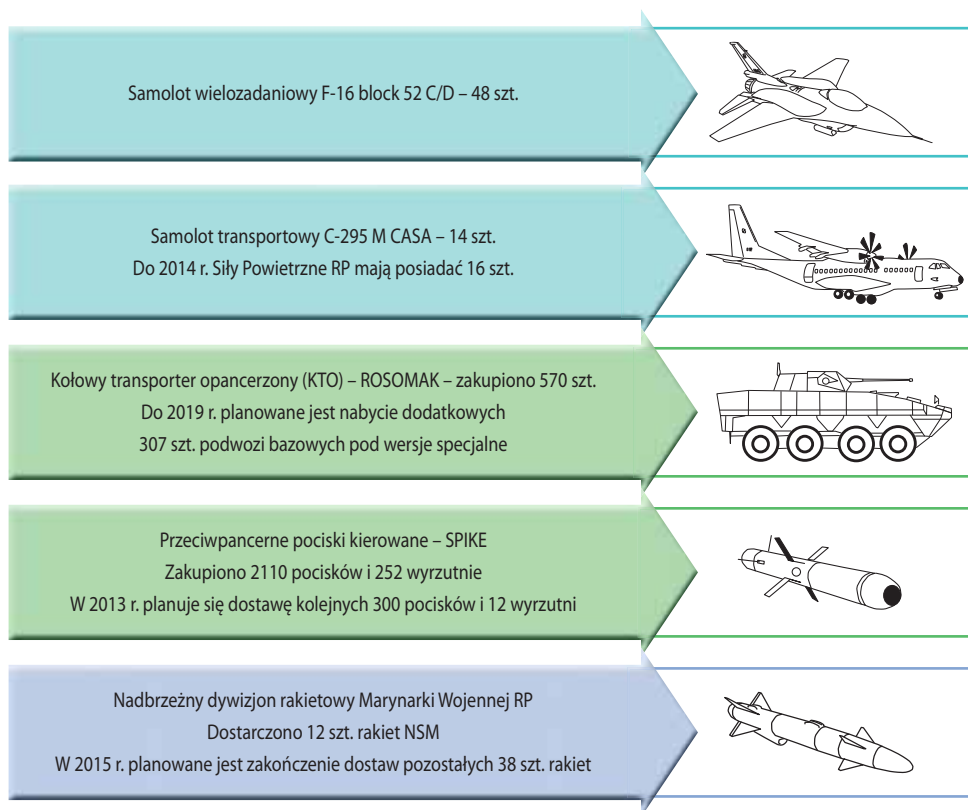 Samolot wielozadaniowy F-16 block 52 C/D – 48 szt.
Samolot transportowy C-295 M CASA – 14 szt.
Do 2014 r. Siły Powietrzne RP mają posiadać 16 szt.
Kołowy transporter opancerzony (KTO) – ROSOMAK – zakupiono 570 szt.
Do 2019 r. planowane jest nabycie dodatkowych
307 szt. podwozi bazowych pod wersje specjalne
Przeciwpancerne pociski kierowane – SPIKE
Zakupiono 2110 pocisków i 252 wyrzutnie
W 2013 r. planuje się dostawę kolejnych 300 pocisków i 12 wyrzutni
Nadbrzeżny dywizjon rakietowy Marynarki Wojennej RP
Dostarczono 12 szt. rakiet NSM
W 2015 r. planowane jest zakończenie dostaw pozostałych 38 szt. rakiet